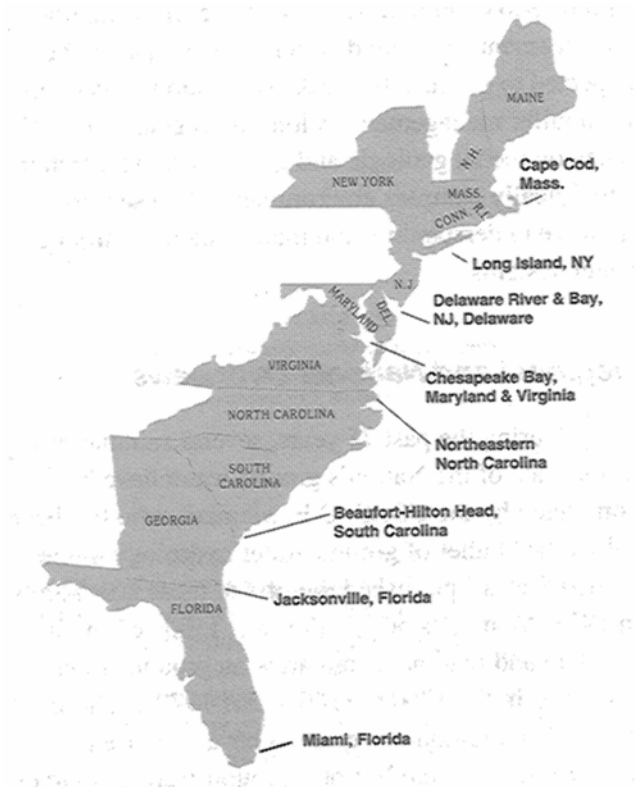 MAINE
N.H.
Cape Cod,
Mass.
NEW YORK
MASS.
CONN.
R.I.
Long Island, NY
N.J.
Delaware River & Bay,
NJ, Delaware
MARYLAND
DEL.
VIRGINIA
Chesapeake Bay,
Maryland & Virginia
NORTH CAROLINA
Northeastern
North Carolina
SOUTH
CAROLINA
GEORGIA
Beaufort-Hilton Head,
South Carolina
Jacksonville, Florida
FLORIDA
Miami, Florida